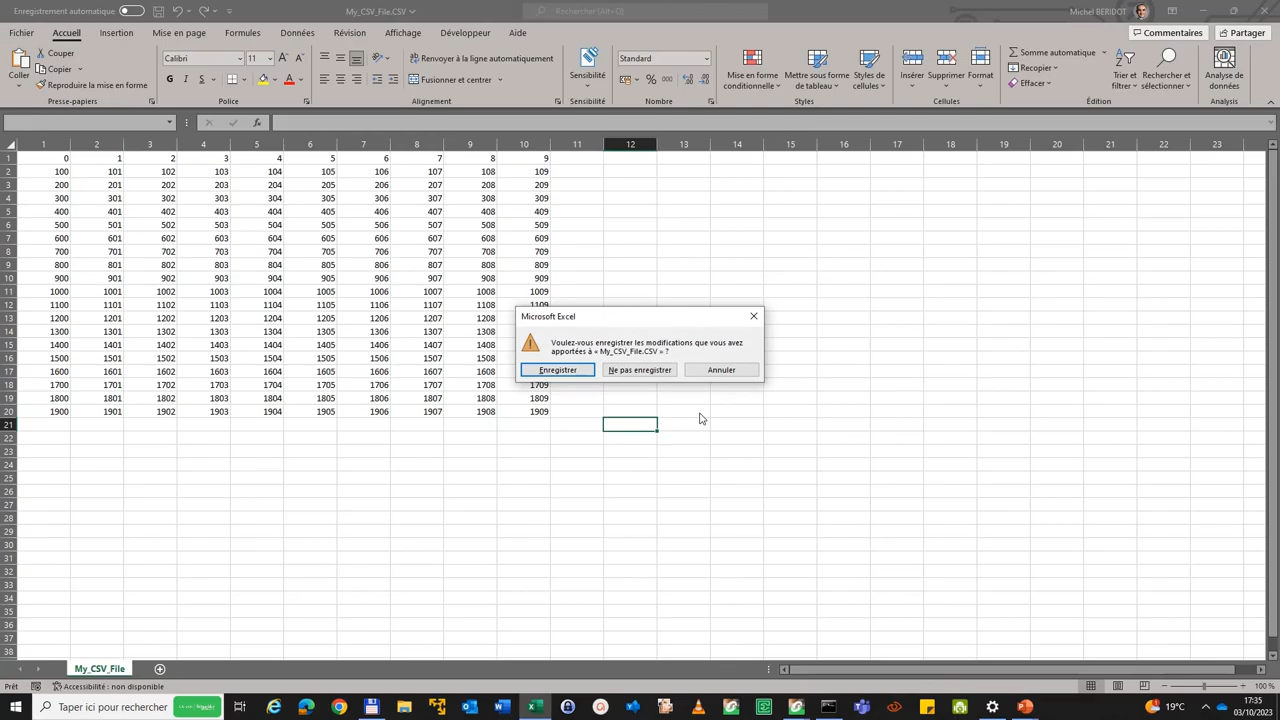 Enregistrement automatique
My_CSV_File.CSV
Rechercher (Alt+Q)
Michel BERIDOT
Fichier Accueil Insertion Mise en page Formules Données Révision Affichage Développeur Aide
Commentaires Partager
Coller
Couper
Copier
Reproduire la mise en forme
Presse-papiers
Calibri 11
G I S
Police
Renvoyer à la ligne automatiquement
Fusionner et centrer
Alignement
Sensibilité
Sensibilité
Standard
% 000
Nombre
Mise en forme conditionnelle
Mettre sous forme de tableau
Styles de cellules
Styles
Insérer Supprimer Format
Cellules
Somme automatique
Recopier
Effacer
Trier et filtrer
Rechercher et sélectionner
Édition
Analyse de données
Analysis
fx
1 2 3 4 5 6 7 8 9 10 11 12 13 14 15 16 17 18 19 20 21 22 23
1 0 1 2 3 4 5 6 7 8 9
2 100 101 102 103 104 105 106 107 108 109
3 200 201 202 203 204 205 206 207 208 209
4 300 301 302 303 304 305 306 307 308 309
5 400 401 402 403 404 405 406 407 408 409
6 500 501 502 503 504 505 506 507 508 509
7 600 601 602 603 604 605 606 607 608 609
8 700 701 702 703 704 705 706 707 708 709
9 800 801 802 803 804 805 806 807 808 809
10 900 901 902 903 904 905 906 907 908 909
11 1000 1001 1002 1003 1004 1005 1006 1007 1008 1009
12 1100 1101 1102 1103 1104 1105 1106 1107 1108 1109
13 1200 1201 1202 1203 1204 1205 1206 1207 1208
14 1300 1301 1302 1303 1304 1305 1306 1307 1308
15 1400 1401 1402 1403 1404 1405 1406 1407 1408
16 1500 1501 1502 1503 1504 1505 1506 1507 1508
17 1600 1601 1602 1603 1604 1605 1606 1607 1608
18 1700 1701 1702 1703 1704 1705 1706 1707 1708 1709
19 1800 1801 1802 1803 1804 1805 1806 1807 1808 1809
20 1900 1901 1902 1903 1904 1905 1906 1907 1908 1909
21
22
23
24
25
26
27
28
29
30
31
32
33
34
35
36
37
38
Microsoft Excel
Voulez-vous enregistrer les modifications que vous avez
apportées à « My_CSV_File.CSV » ?
Enregistrer Ne pas enregistrer Annuler
My_CSV_File
Prêt
Accessibilité : non disponible
100 %
Taper ici pour rechercher
19°C
17:35
03/10/2023